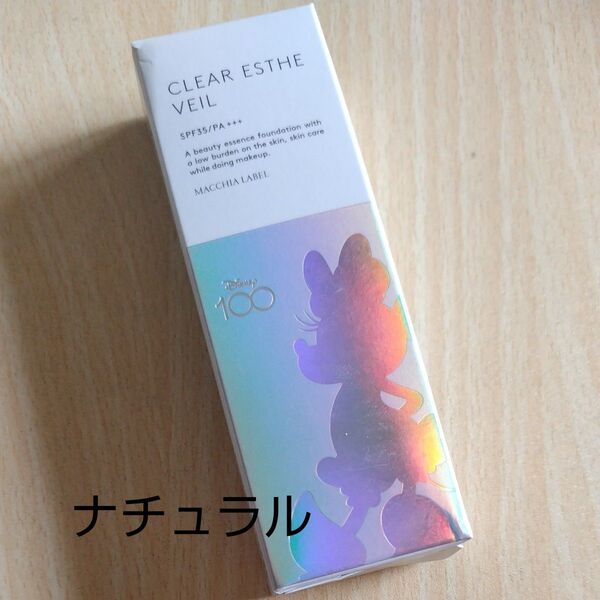 CLEAR ESTHE
VEIL
SPF35/PA+++
A beauty essence foundation with
a low burden on the skin, skin care
while doing makeup.
MACCHIA LABEL
Disney
100
ナチュラル